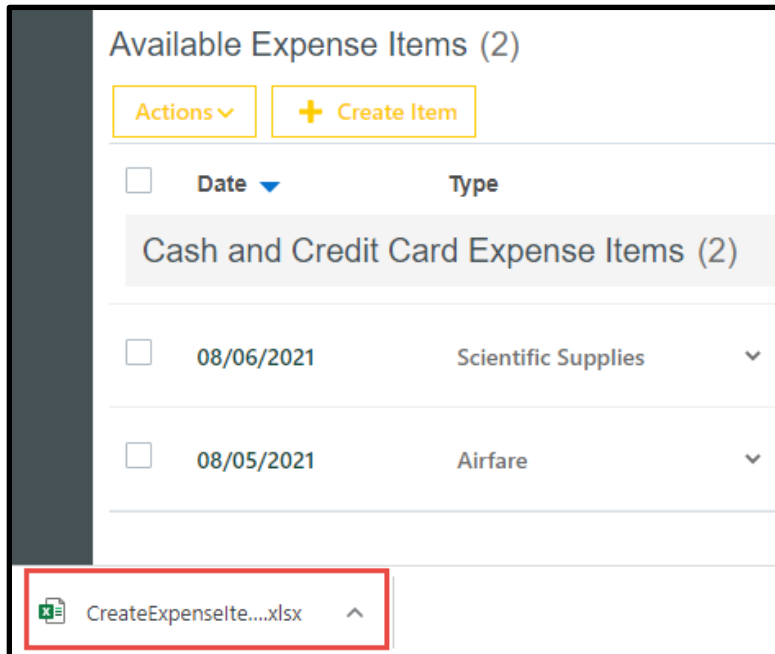 Available Expense Items (2)
Actions + Create Item
Date Type
Cash and Credit Card Expense Items (2)
08/06/2021 Scientific Supplies
08/05/2021 Airfare
CreateExpenseIte....xlsx